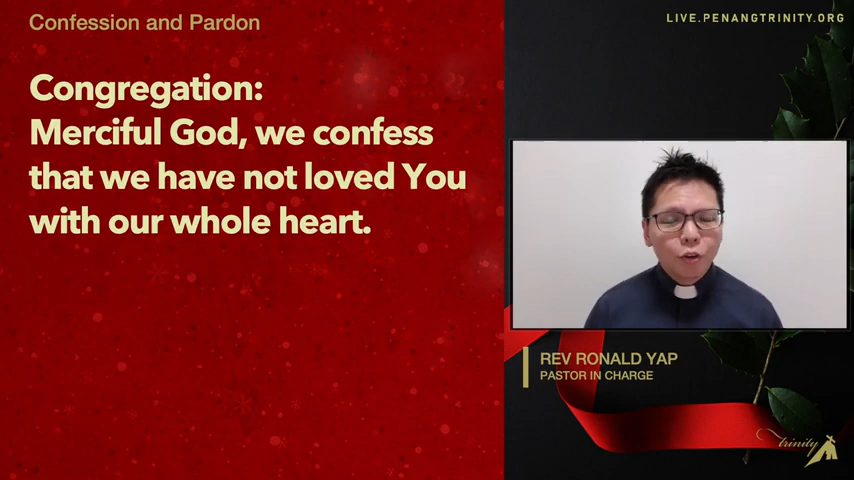 Confession and Pardon
LIVE.PENANGTRINITY.ORG
Congregation:
Merciful God, we confess
that we have not loved You
with our whole heart.
REV RONALD YAP
PASTOR IN CHARGE
trinity